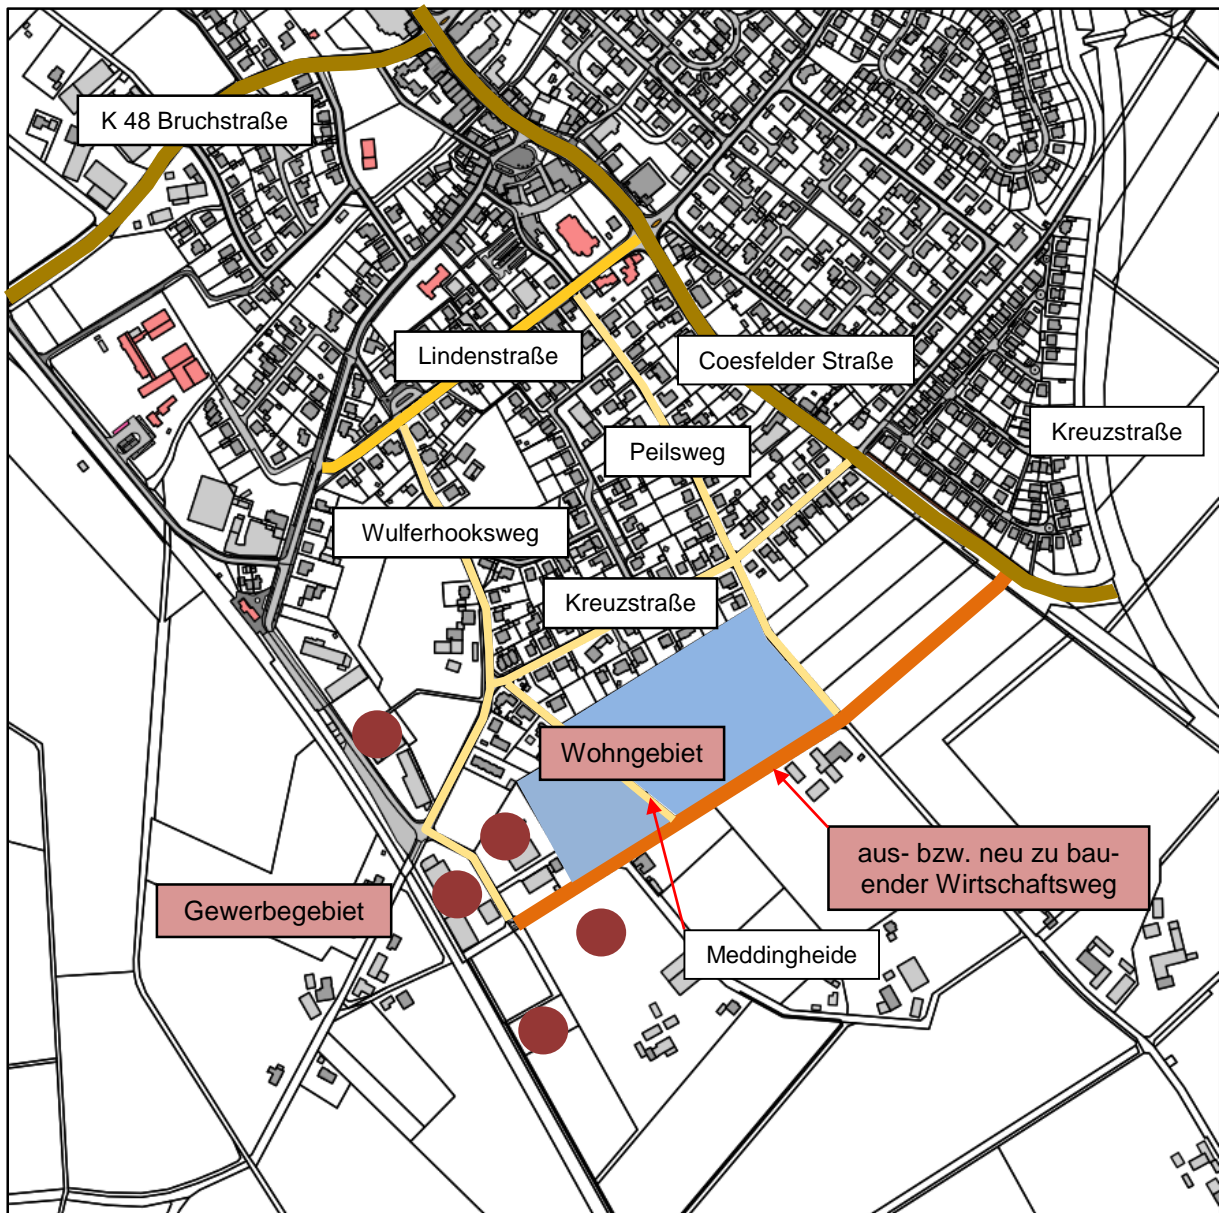 K 48 Bruchstraße
Lindenstraße
Coesfelder Straße
Kreuzstraße
Peilsweg
Wulferhooksweg
Kreuzstraße
Wohngebiet
aus- bzw. neu zu bau-
ender Wirtschaftsweg
Gewerbegebiet
Meddingheide